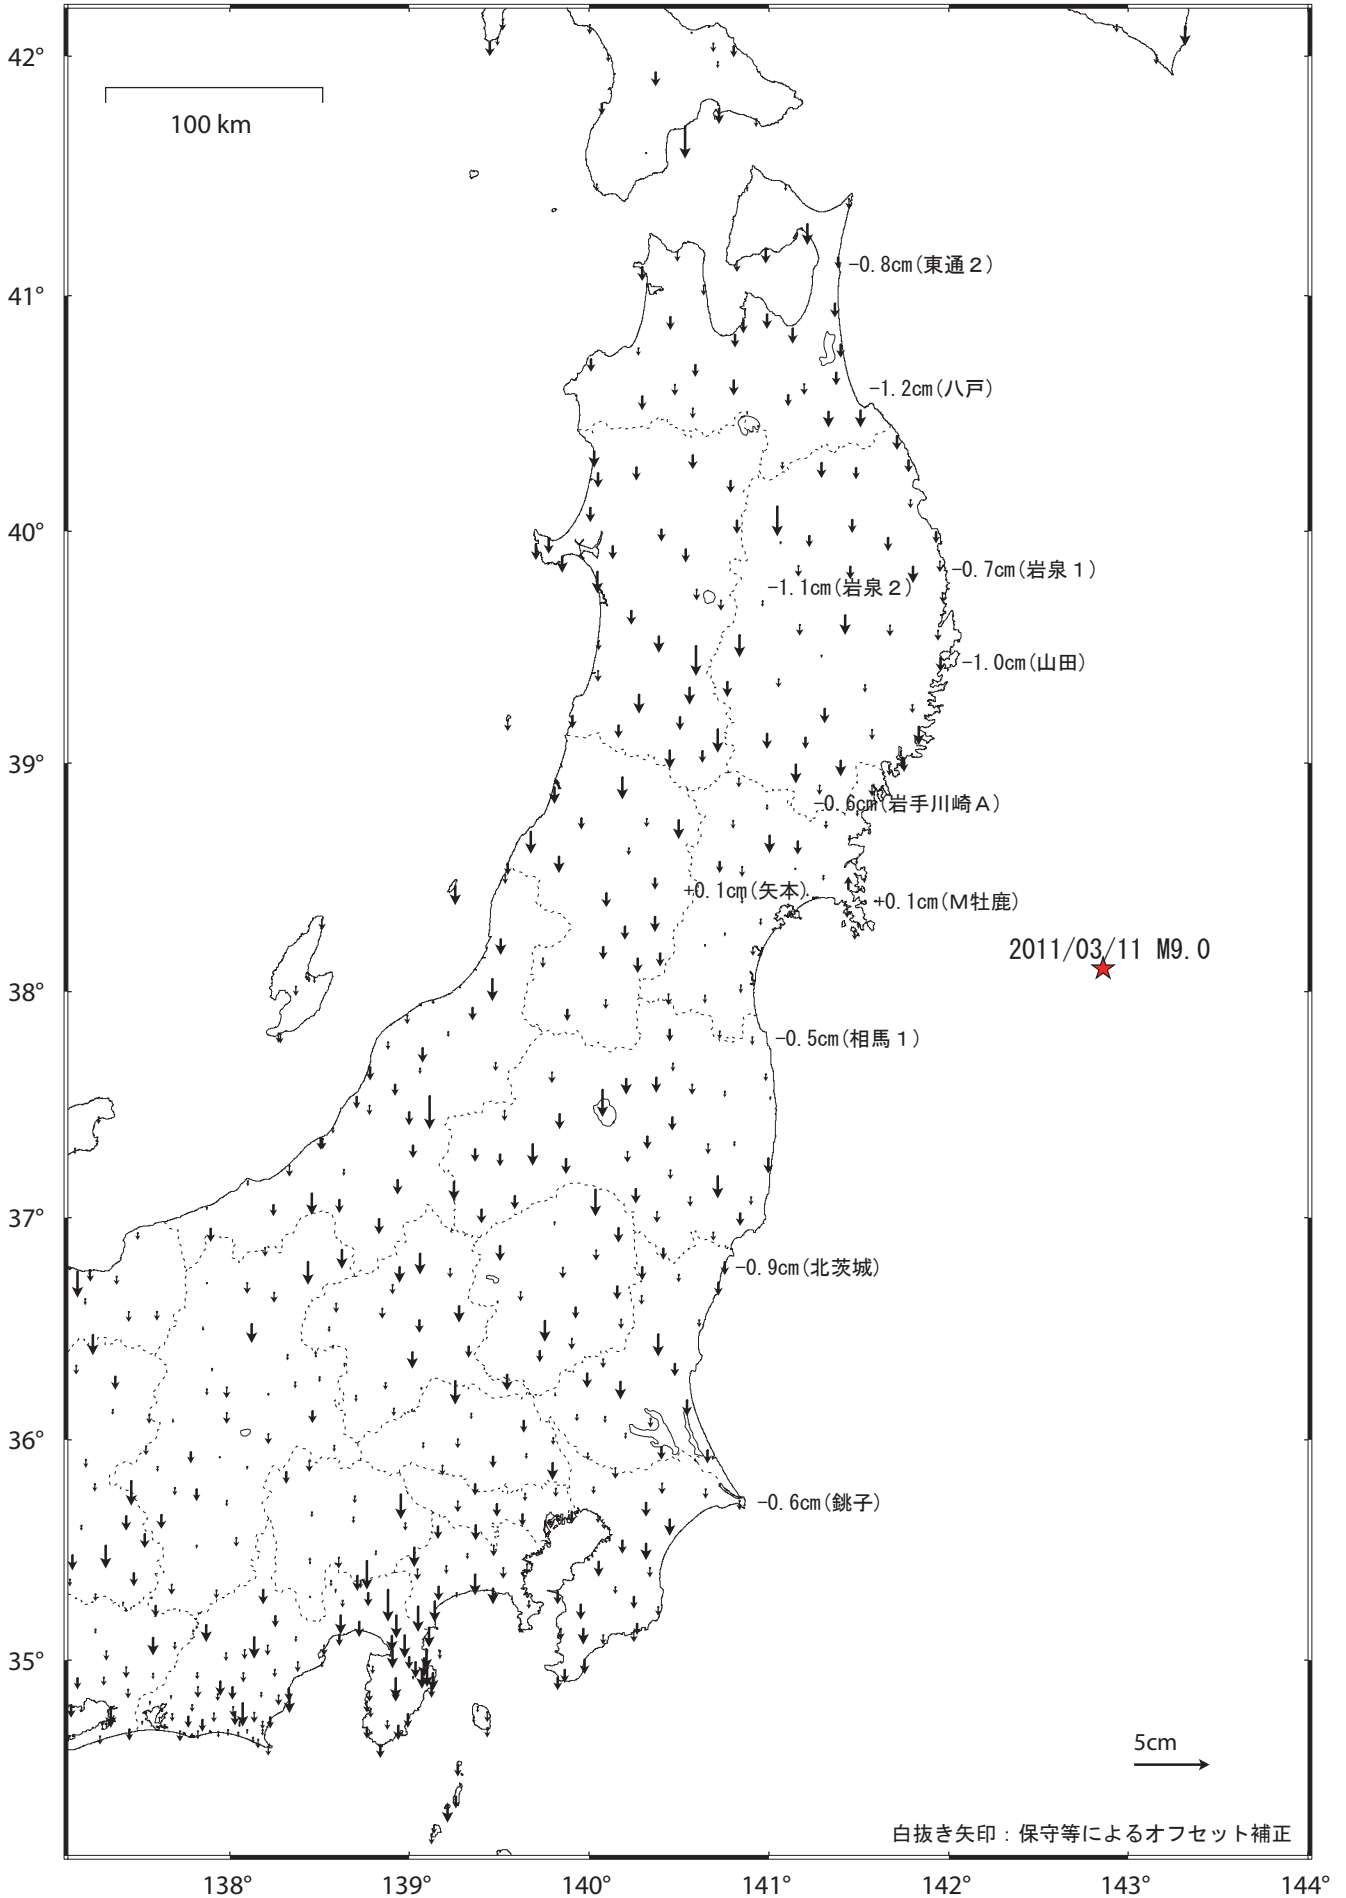 42°
100 km
-0.8cm(東通２)
41°
-1.2cm(八戸)
40°
-0.7cm(岩泉１)
-1.1cm(岩泉２)
-1.0cm(山田)
39°
-0.6cm(岩手川崎Ａ)
+0.1cm(矢本)
+0.1cm(Ｍ牡鹿)
2011/03/11 M9.0
38°
-0.5cm(相馬１)
37°
-0.9cm(北茨城)
36°
-0.6cm(銚子)
35°
5cm
白抜き矢印：保守等によるオフセット補正
138° 139° 140° 141° 142° 143° 144°